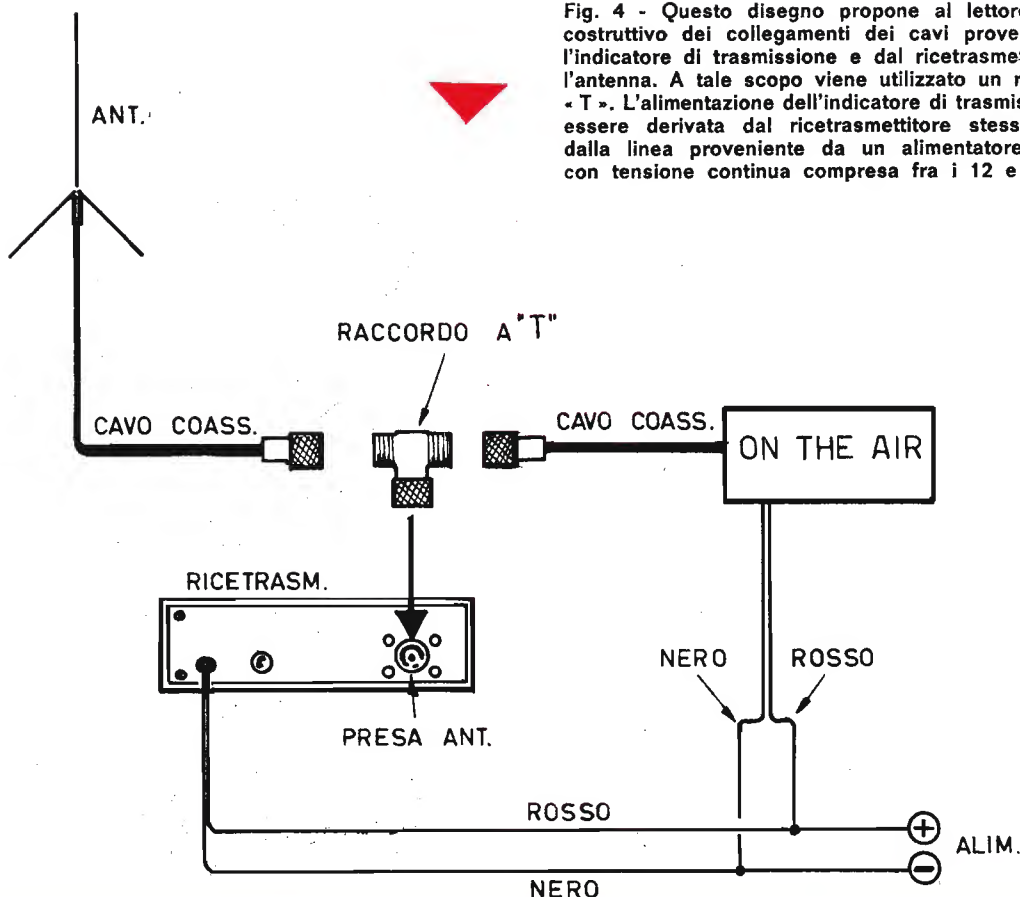 Fig. 4 - Questo disegno propone al lettore
costruttivo dei collegamenti dei cavi prove
l'indicatore di trasmissione e dal ricetrasme
l'antenna. A tale scopo viene utilizzato un
« T ». L'alimentazione dell'indicatore di trasmis
essere derivata dal ricetrasmettitore stess
dalla linea proveniente da un alimentatore
con tensione continua compresa fra i 12 e
ANT.
RACCORDO A "T"
CAVO COASS.
CAVO COASS.
ON THE AIR
RICETRASM.
NERO
ROSSO
PRESA ANT.
ROSSO
+
ALIM.
-
NERO